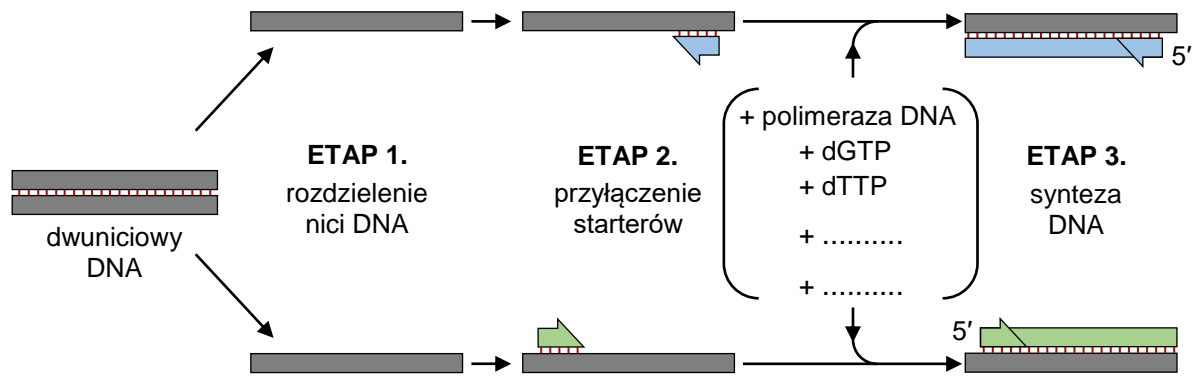 5′
+ polimeraza DNA
+ dGTP
+ dTTP
+ ..........
+ ..........
ETAP 1.
rozdzielenie
nici DNA
ETAP 2.
przyłączenie
starterów
ETAP 3.
synteza
DNA
dwuniciowy
DNA
5′